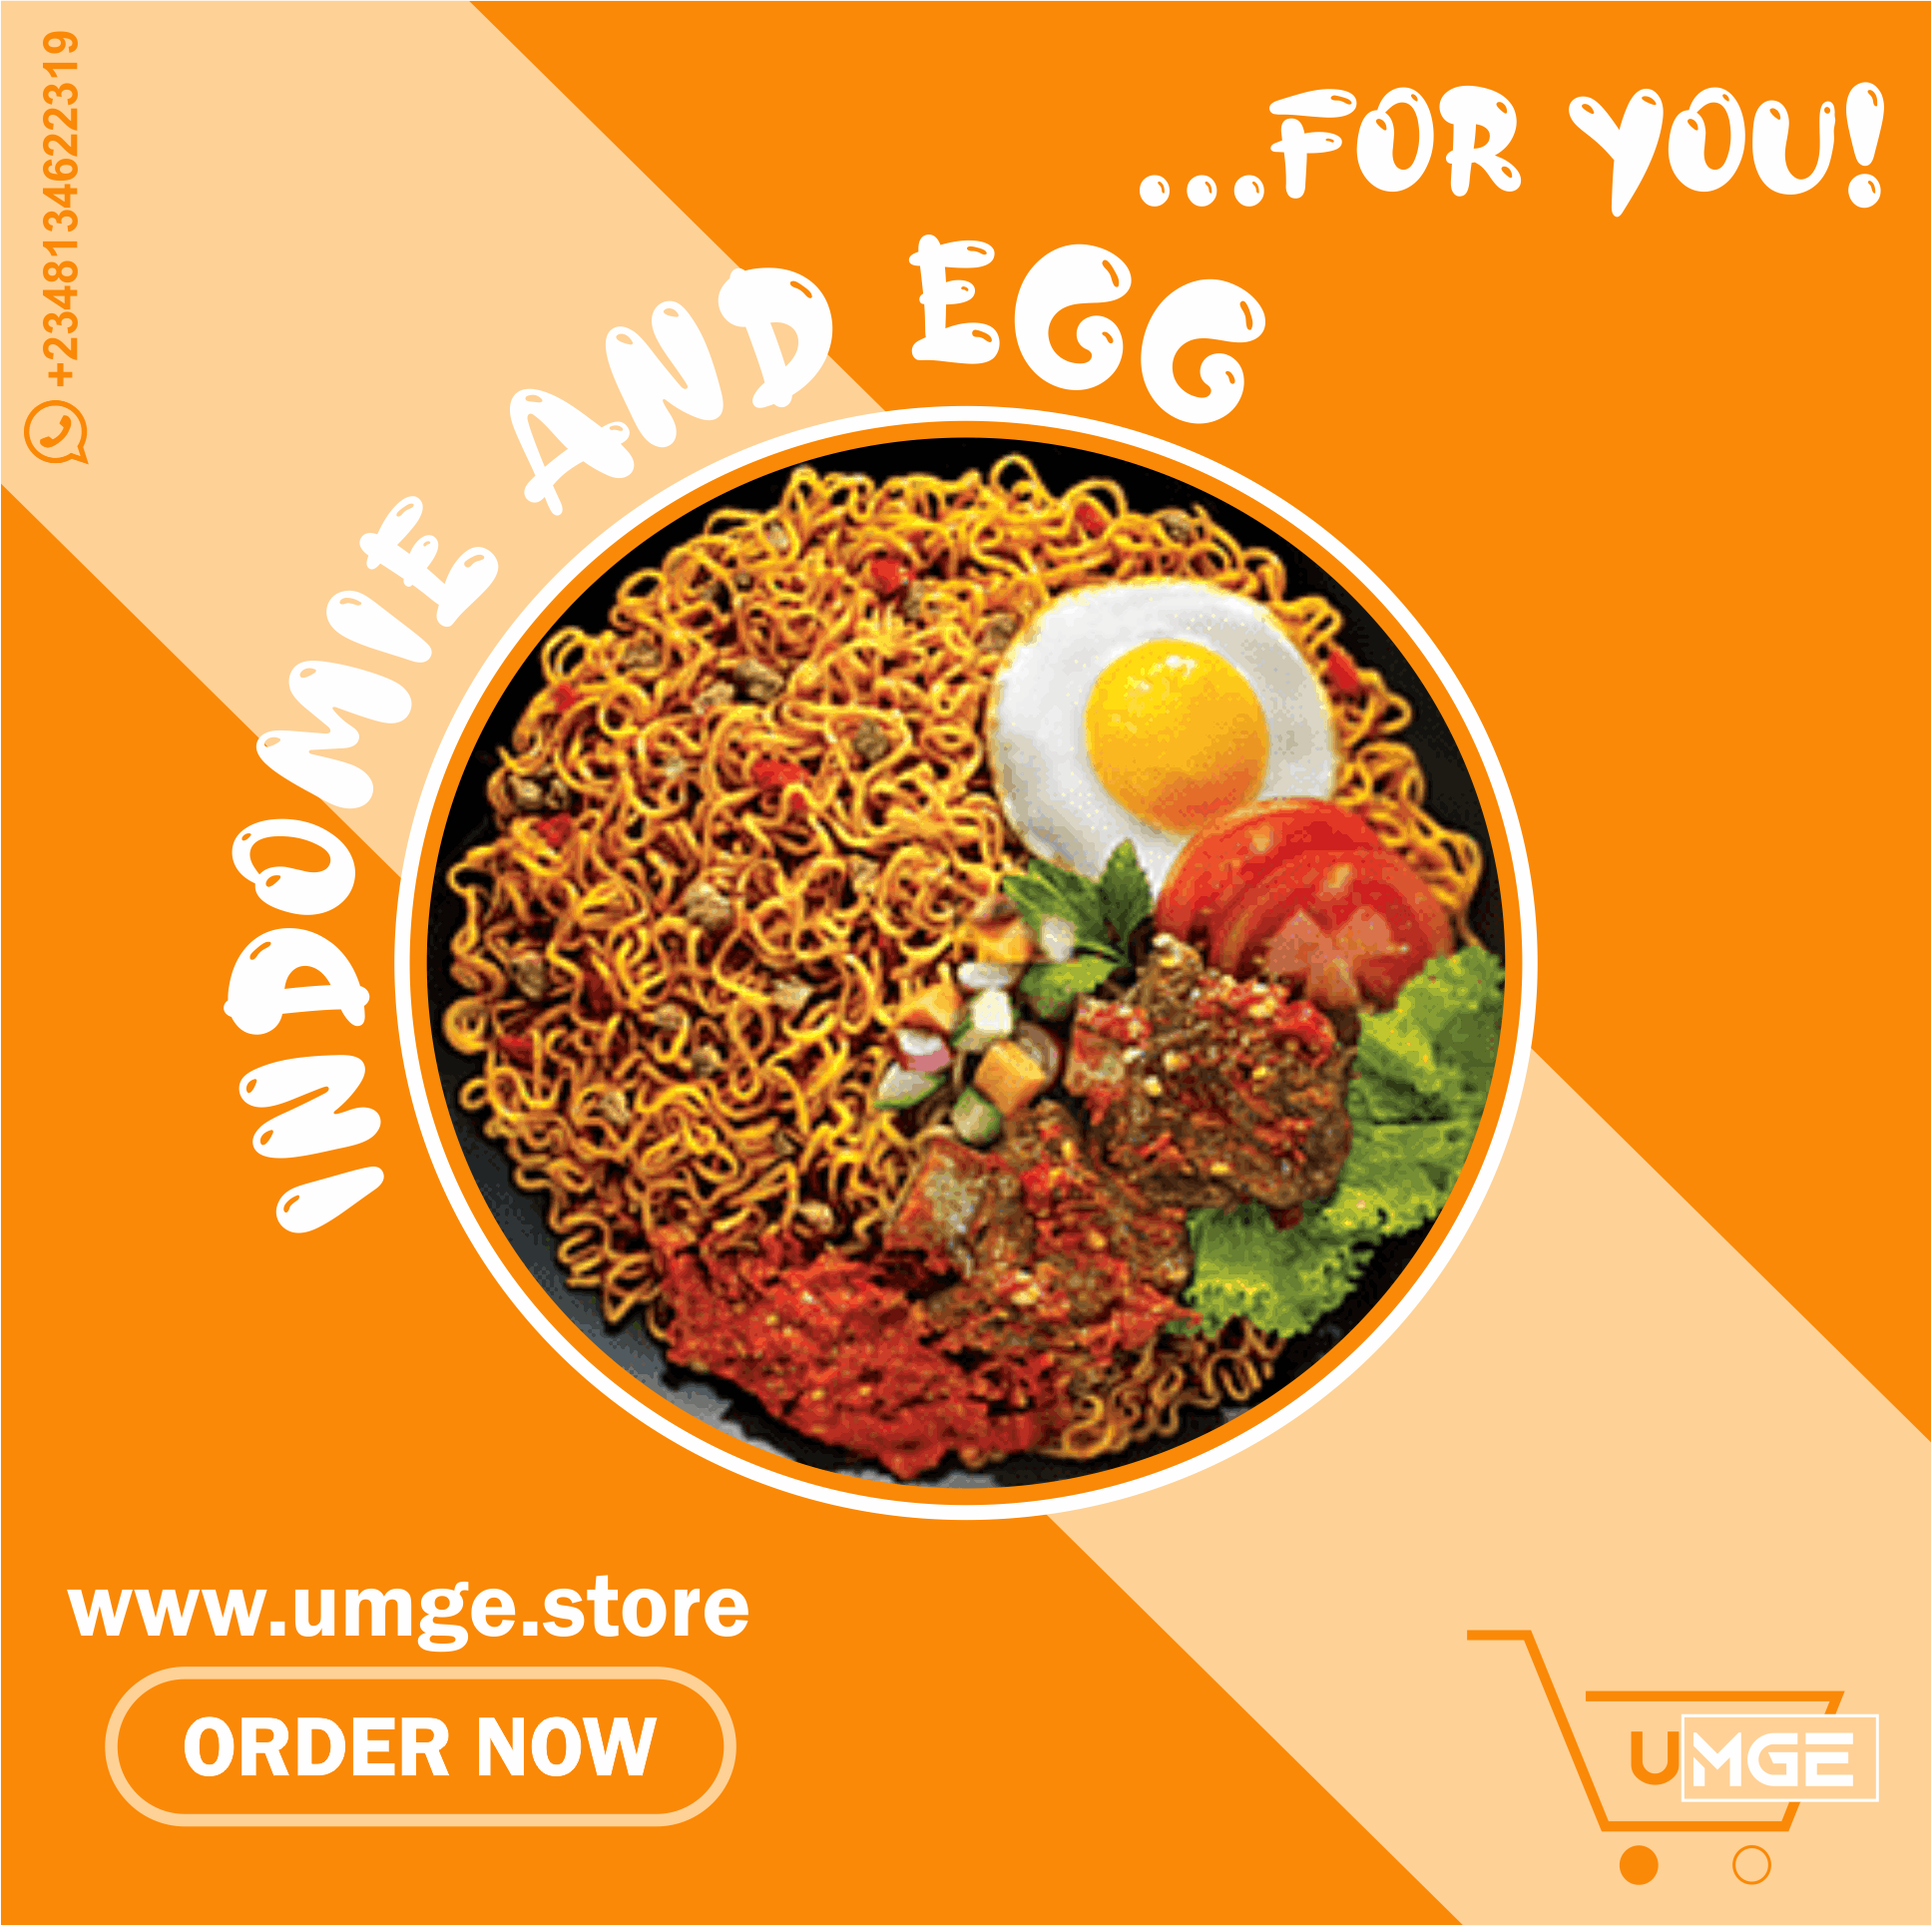 +2348134622319
...FOR YOU!
INDOMIE AND EGG
www.umge.store
ORDER NOW
UMGE